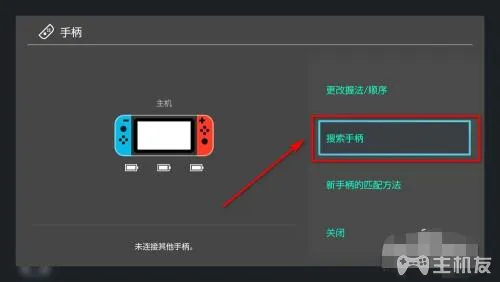 手柄
主机
更改握法/顺序
搜索手柄
新手柄的匹配方法
关闭
未连接其他手柄。
主机友